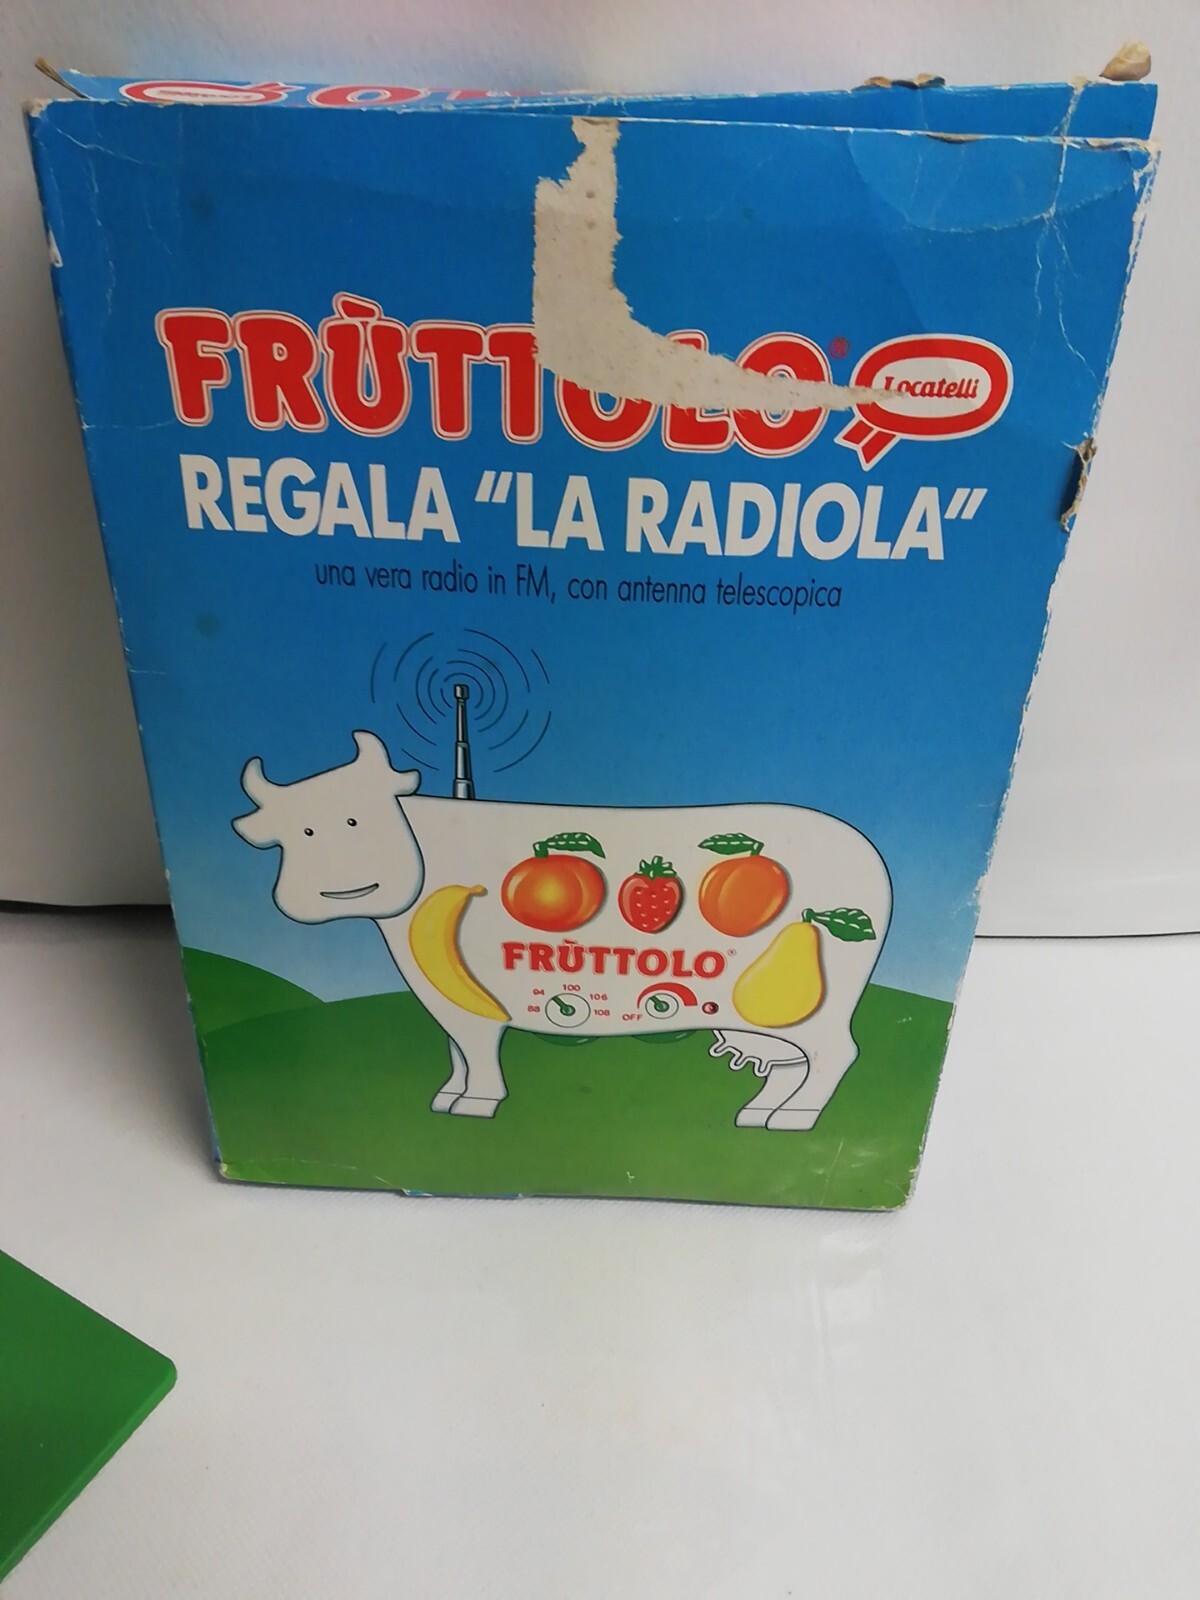 FRÙTTOLO® Locatelli
REGALA "LA RADIOLA"
una vera radio in FM, con antenna telescopica
FRÙTTOLO®
94 100 106
88 108 OFF